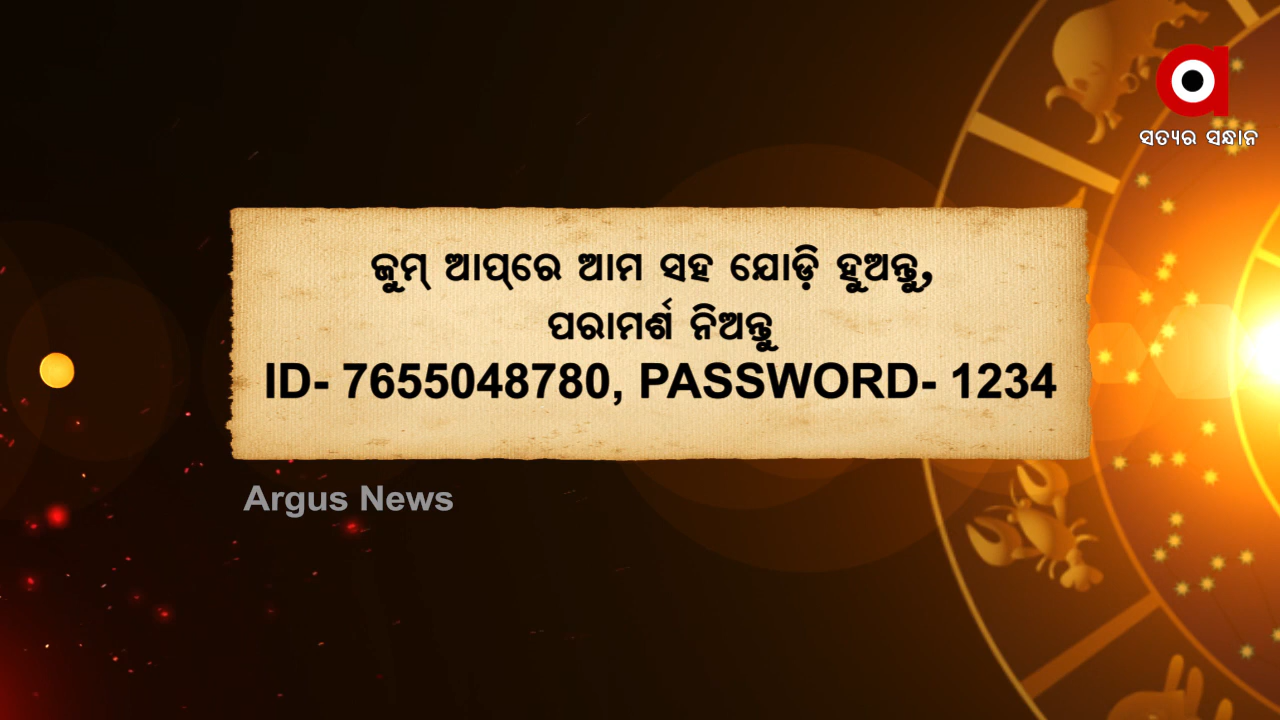 ସତ୍ୟର ସନ୍ଧାନ
ଜୁମ୍ ଆପ୍‌ରେ ଆମ ସହ ଯୋଡ଼ି ହୁଅନ୍ତୁ,
ପରାମର୍ଶ ନିଅନ୍ତୁ
ID- 7655048780, PASSWORD- 1234
Argus News